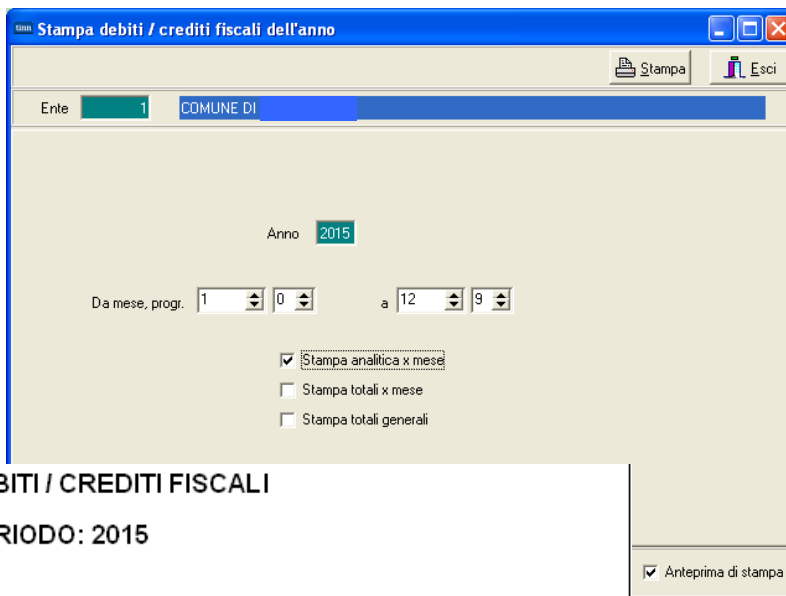 tinn Stampa debiti / crediti fiscali dell'anno
Stampa Esci
Ente 1 COMUNE DI
Anno 2015
Da mese, progr. 1 0 a 12 9
Stampa analitica x mese
Stampa totali x mese
Stampa totali generali
BITI / CREDITI FISCALI
RIODO: 2015
Anteprima di stampa